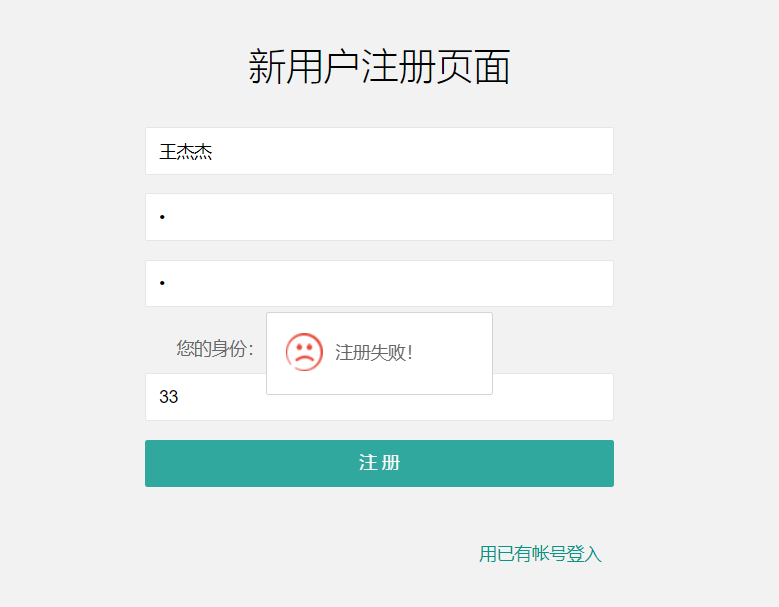 新用户注册页面
王杰杰
•
•
您的身份：
注册失败！
33
注册
用已有帐号登入